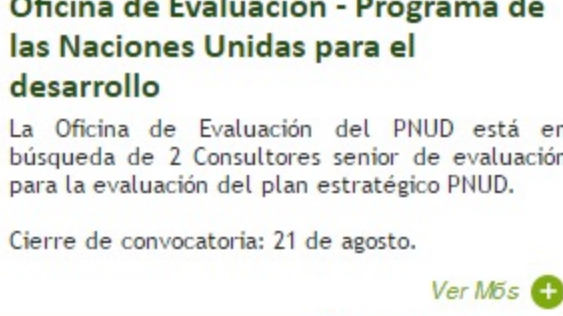 Oficina de Evaluación - Programa de
las Naciones Unidas para el
desarrollo
La Oficina de Evaluación del PNUD está en
búsqueda de 2 Consultores senior de evaluación
para la evaluación del plan estratégico PNUD.
Cierre de convocatoria: 21 de agosto.
Ver Mõs